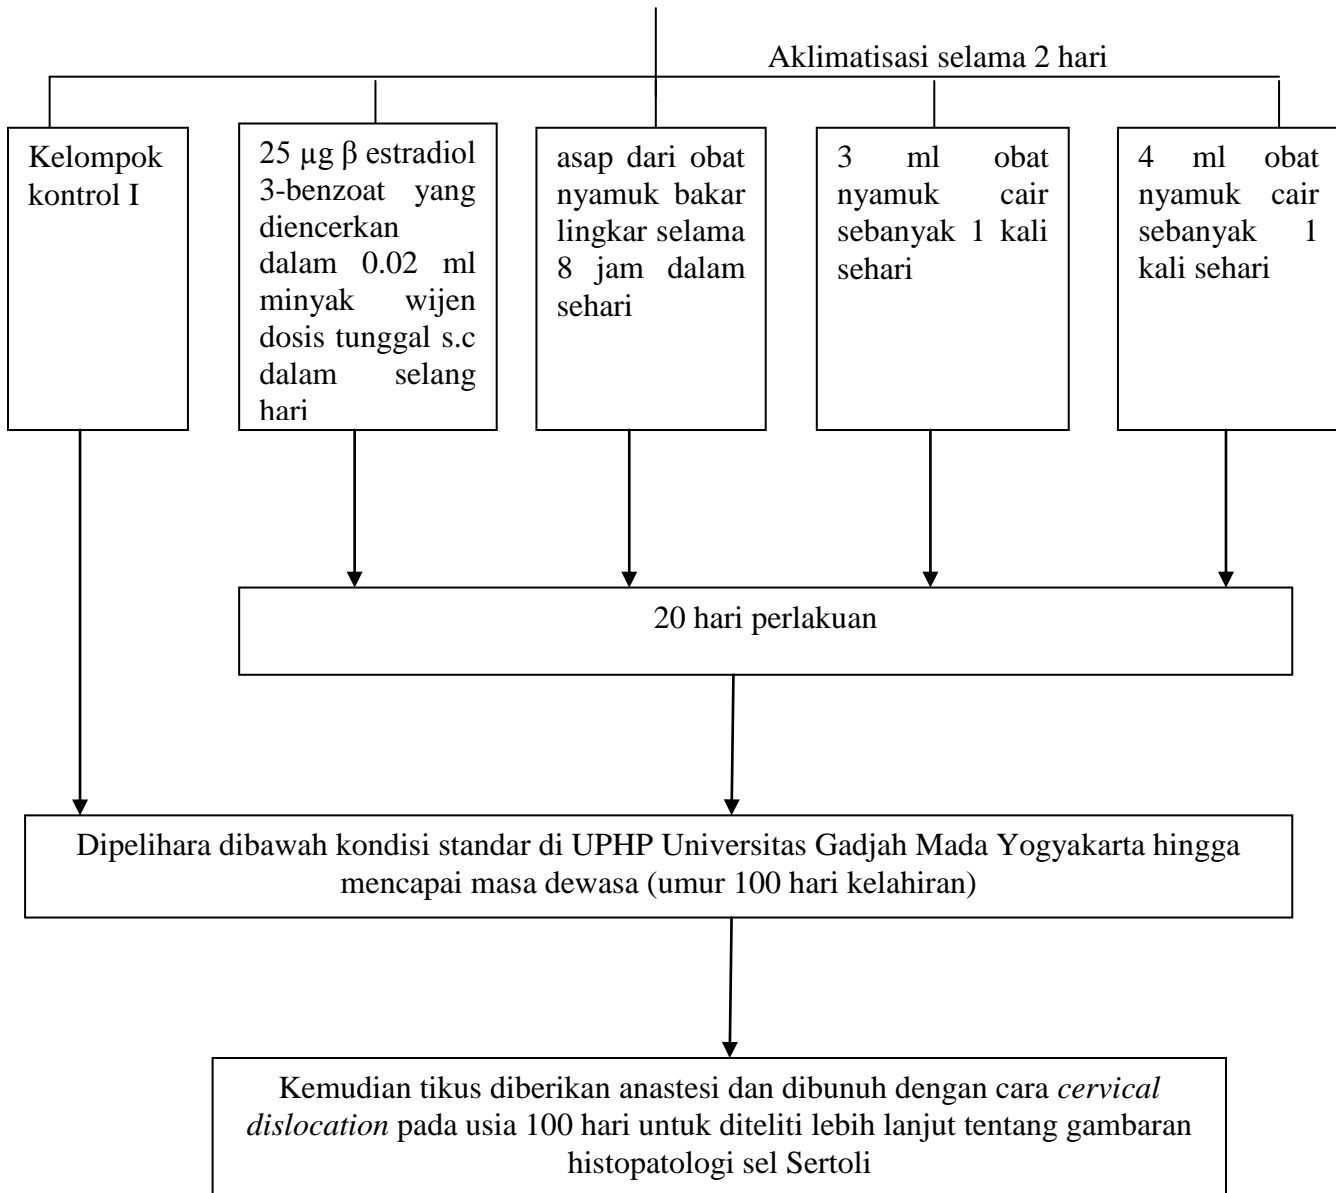 Aklimatisasi selama 2 hari
Kelompok
kontrol I
25 µg β estradiol
3-benzoat yang
diencerkan
dalam 0.02 ml
minyak wijen
dosis tunggal s.c
dalam selang
hari
asap dari obat
nyamuk bakar
lingkar selama
8 jam dalam
sehari
3 ml obat
nyamuk cair
sebanyak 1 kali
sehari
4 ml obat
nyamuk cair
sebanyak 1
kali sehari
20 hari perlakuan
Dipelihara dibawah kondisi standar di UPHP Universitas Gadjah Mada Yogyakarta hingga
mencapai masa dewasa (umur 100 hari kelahiran)
Kemudian tikus diberikan anastesi dan dibunuh dengan cara cervical
dislocation pada usia 100 hari untuk diteliti lebih lanjut tentang gambaran
histopatologi sel Sertoli